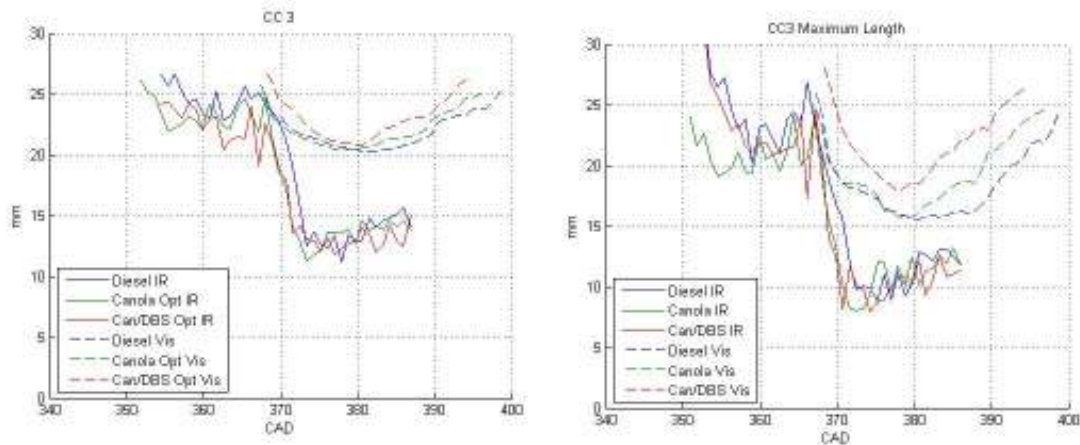 CC 3
30
25
20
15
10
5
0
mm
Diesel IR
Canola Opt IR
Can/DBS Opt IR
Diesel Vis
Canola Opt Vis
Can/DBS Opt Vis
340 350 360 370 380 390 400
CAD
CC3 Maximum Length
30
25
20
15
10
5
0
mm
Diesel IR
Canola IR
Can/DBS IR
Diesel Vis
Canola Vis
Can/DBS Vis
340 350 360 370 380 390 400
CAD